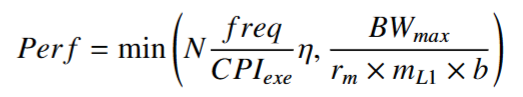 Perf = min(N freq/CPI_exe η, BW_max/(r_m × m_L1 × b))